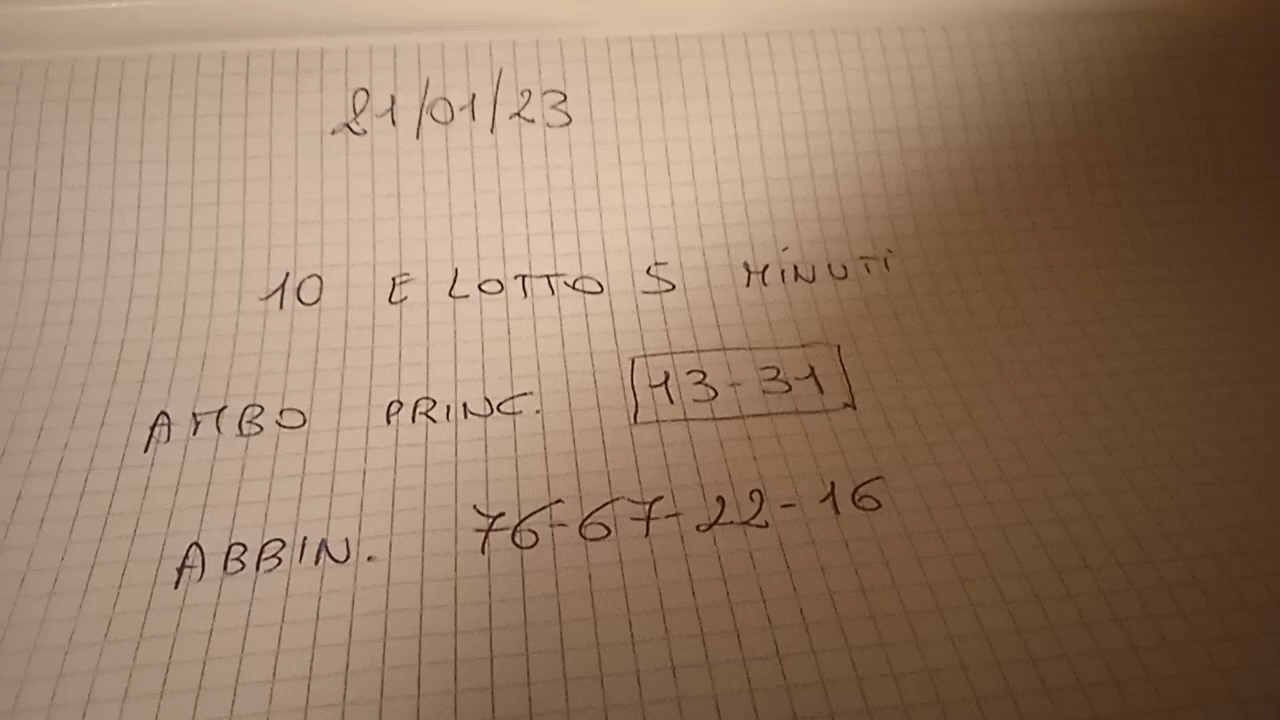 21/01/23
10 E LOTTO 5 MiNUTi
AMBO PRINC. 13-31
ABBIN. 76-67-22-16